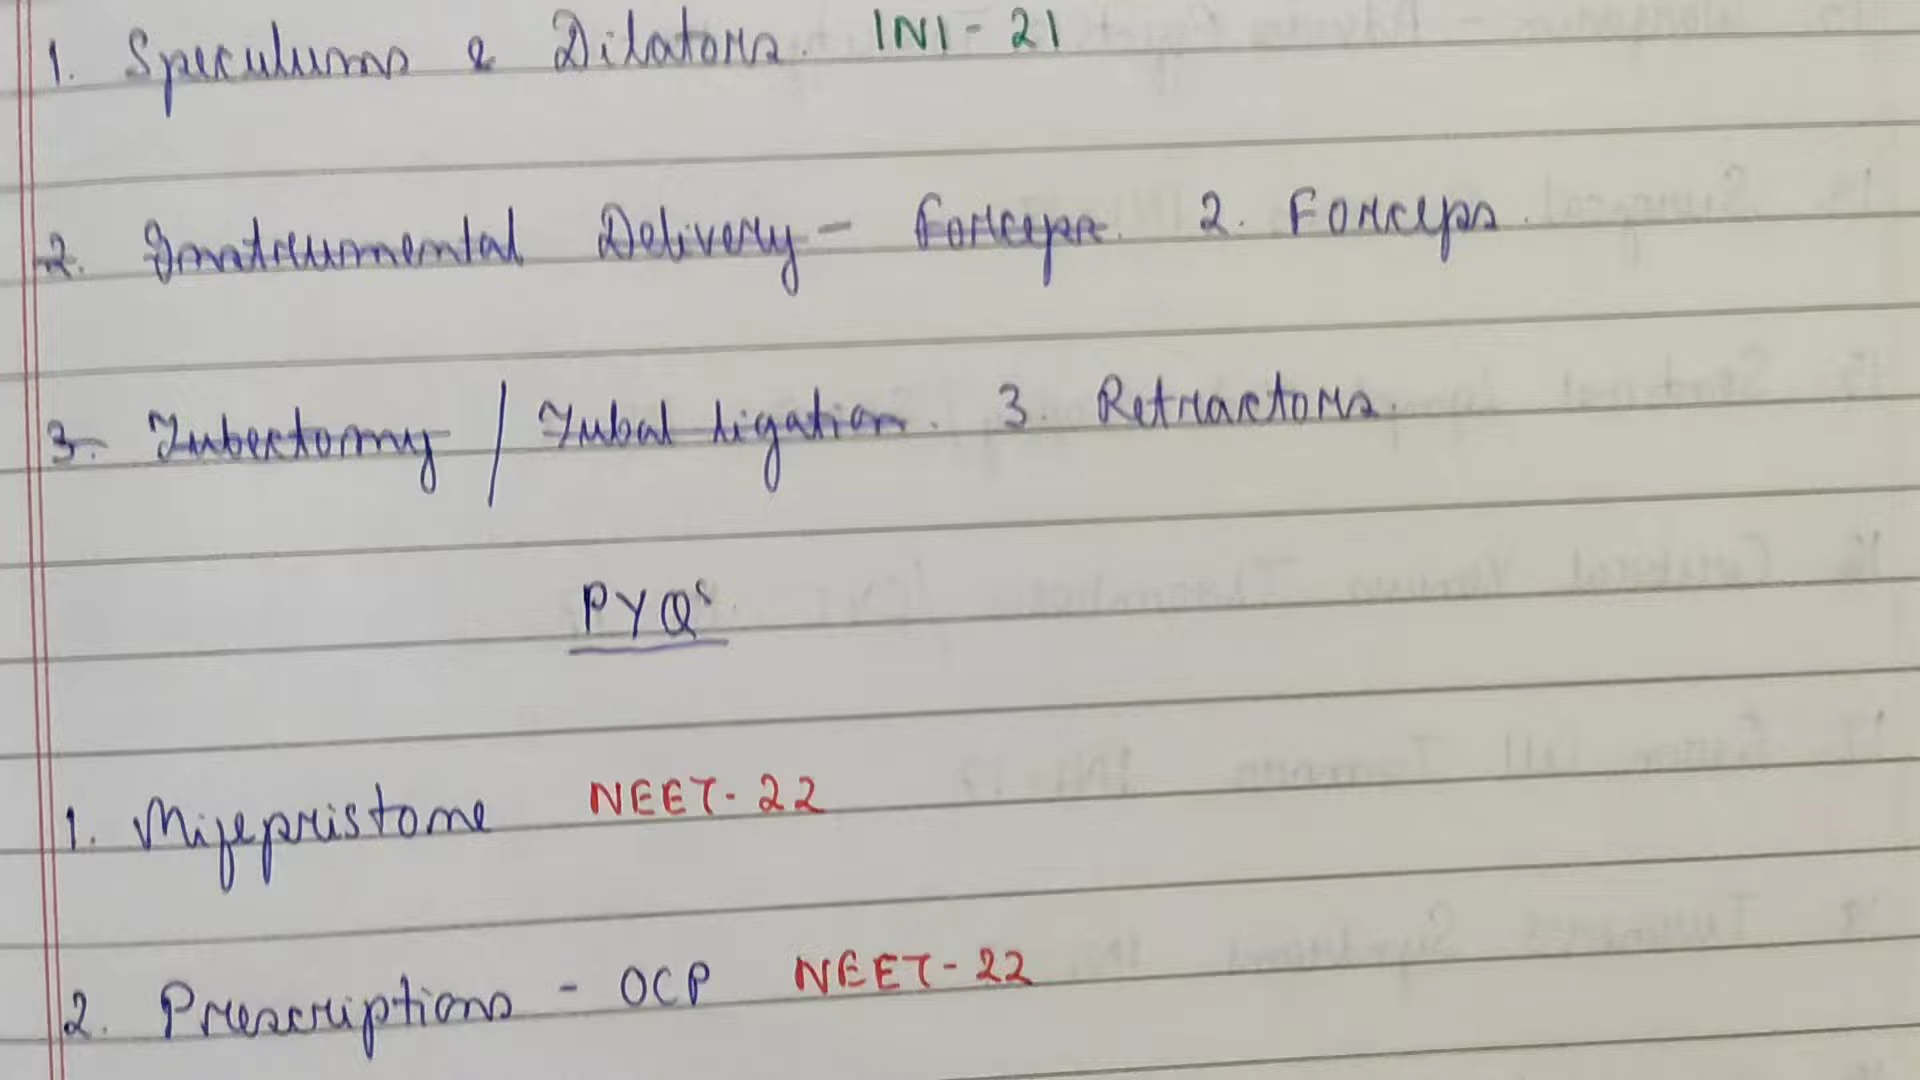 1. Speculums & Dilators. INI - 21
2. Instrumental Delivery - Forceps. 2. Forceps.
3. Tubectomy / Tubal ligation. 3. Retractors.
PYQs
1. Mifepristone NEET - 22
2. Prescriptions - OCP NEET - 22